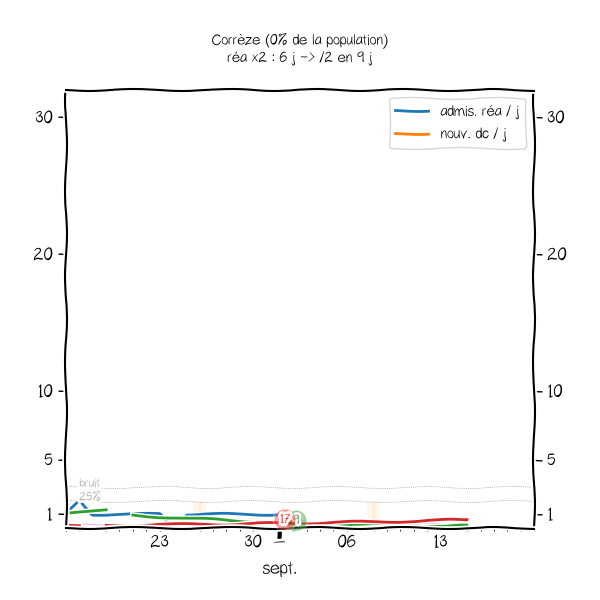 Corrèze (0% de la population)
réa x2 : 6 j -> /2 en 9 j
admis. réa / j
nouv. dc / j
30
30
20
20
10
10
5
5
bruit
25%
1
1
17
23
30
06
13
sept.